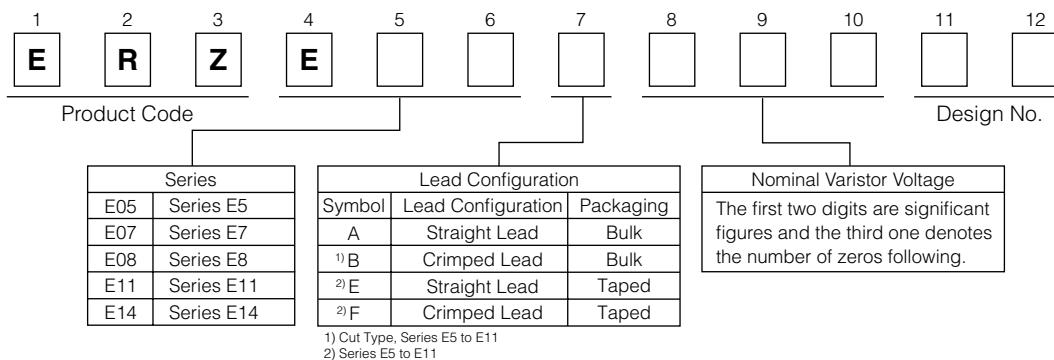 1 2 3 4 5 6 7 8 9 10 11 12
E R Z E
Product Code
Design No.
Series
E05 Series E5
E07 Series E7
E08 Series E8
E11 Series E11
E14 Series E14
Lead Configuration
Symbol Lead Configuration Packaging
A Straight Lead Bulk
1) B Crimped Lead Bulk
2) E Straight Lead Taped
2) F Crimped Lead Taped
1) Cut Type, Series E5 to E11
2) Series E5 to E11
Nominal Varistor Voltage
The first two digits are significant
figures and the third one denotes
the number of zeros following.